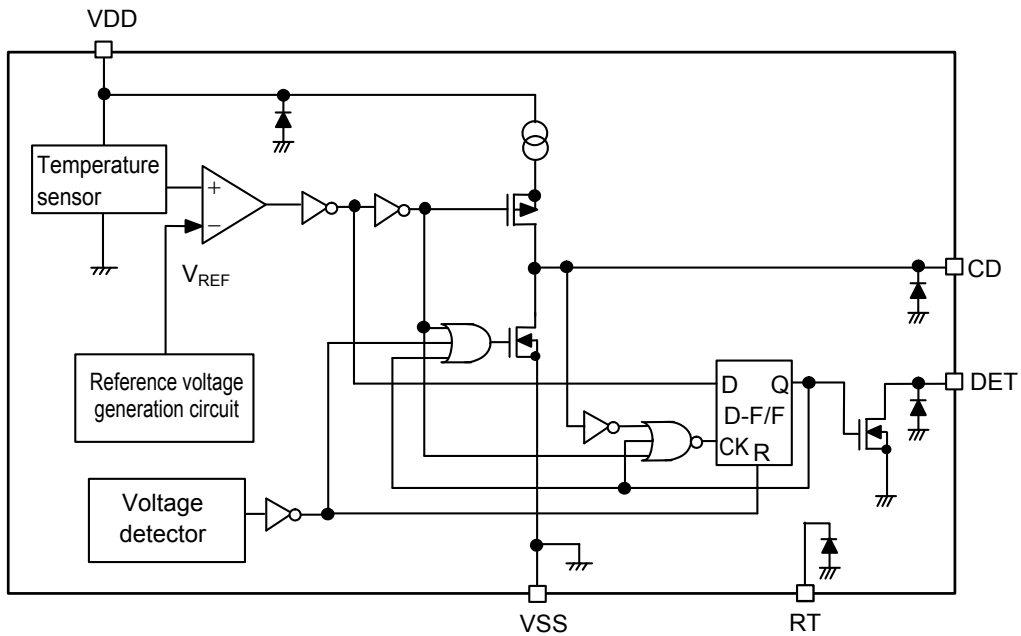 VDD
Temperature
sensor
+
−
VREF
CD
Reference voltage
generation circuit
D Q
D-F/F
CK R
DET
Voltage
detector
VSS
RT